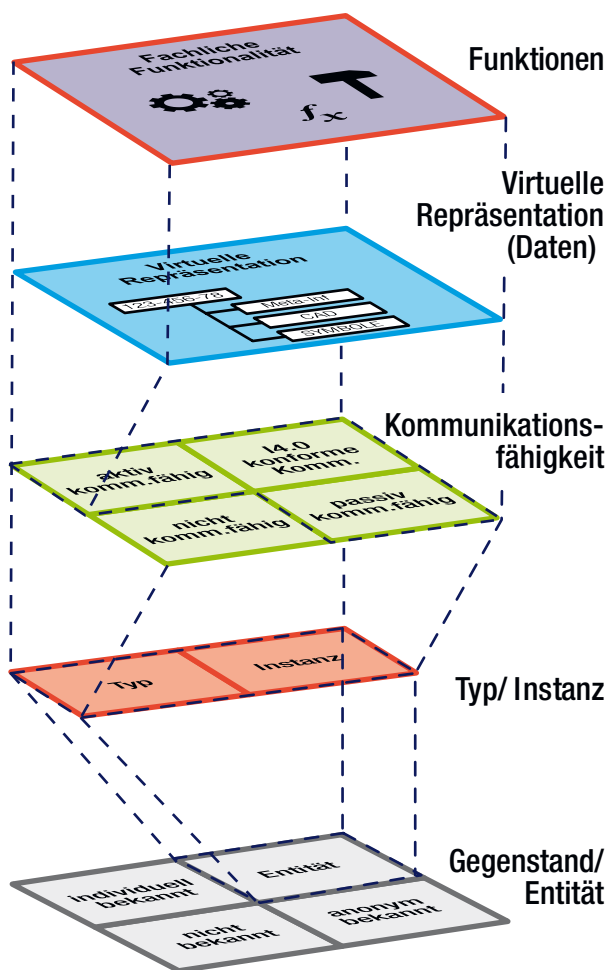 Fachliche
Funktionalität
fx
Funktionen
Virtuelle
Repräsentation
(Daten)
Virtuelle
Repräsentation
123-456-78
Meta-Inf
CAD
SYMBOLE
Kommunikations-
fähigkeit
aktiv
komm.fähig
I4.0
konforme
Komm.
nicht
komm.fähig
passiv
komm.fähig
Typ
Instanz
Typ/ Instanz
Gegenstand/
Entität
individuell
bekannt
Entität
nicht
bekannt
anonym
bekannt